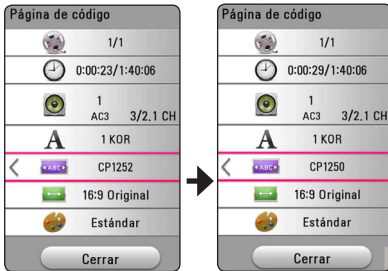 Página de código
1/1
0:00:23/1:40:06
1
AC3 3/2.1 CH
A 1 KOR
ABC CP1252
16:9 Original
Estándar
Cerrar
Página de código
1/1
0:00:29/1:40:06
1
AC3 3/2.1 CH
A 1 KOR
ABC CP1250
16:9 Original
Estándar
Cerrar